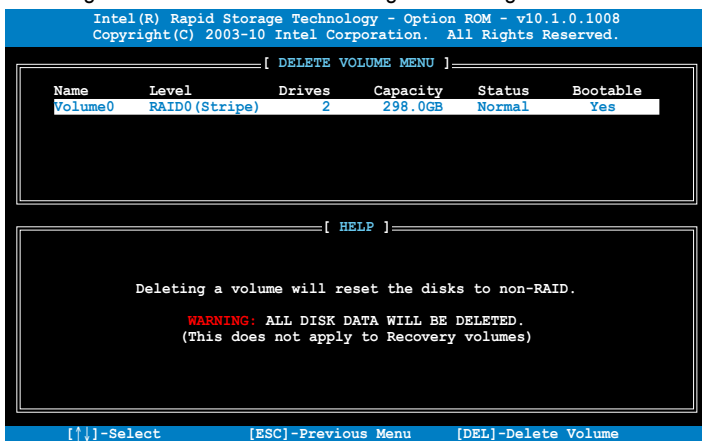 Intel(R) Rapid Storage Technology - Option ROM - v10.1.0.1008
Copyright(C) 2003-10 Intel Corporation.  All Rights Reserved.
[ DELETE VOLUME MENU ]
Name Level Drives Capacity Status Bootable
Volume0 RAID0(Stripe) 2 298.0GB Normal Yes
[ HELP ]
Deleting a volume will reset the disks to non-RAID.
WARNING: ALL DISK DATA WILL BE DELETED.
(This does not apply to Recovery volumes)
[↑↓]-Select [ESC]-Previous Menu [DEL]-Delete Volume